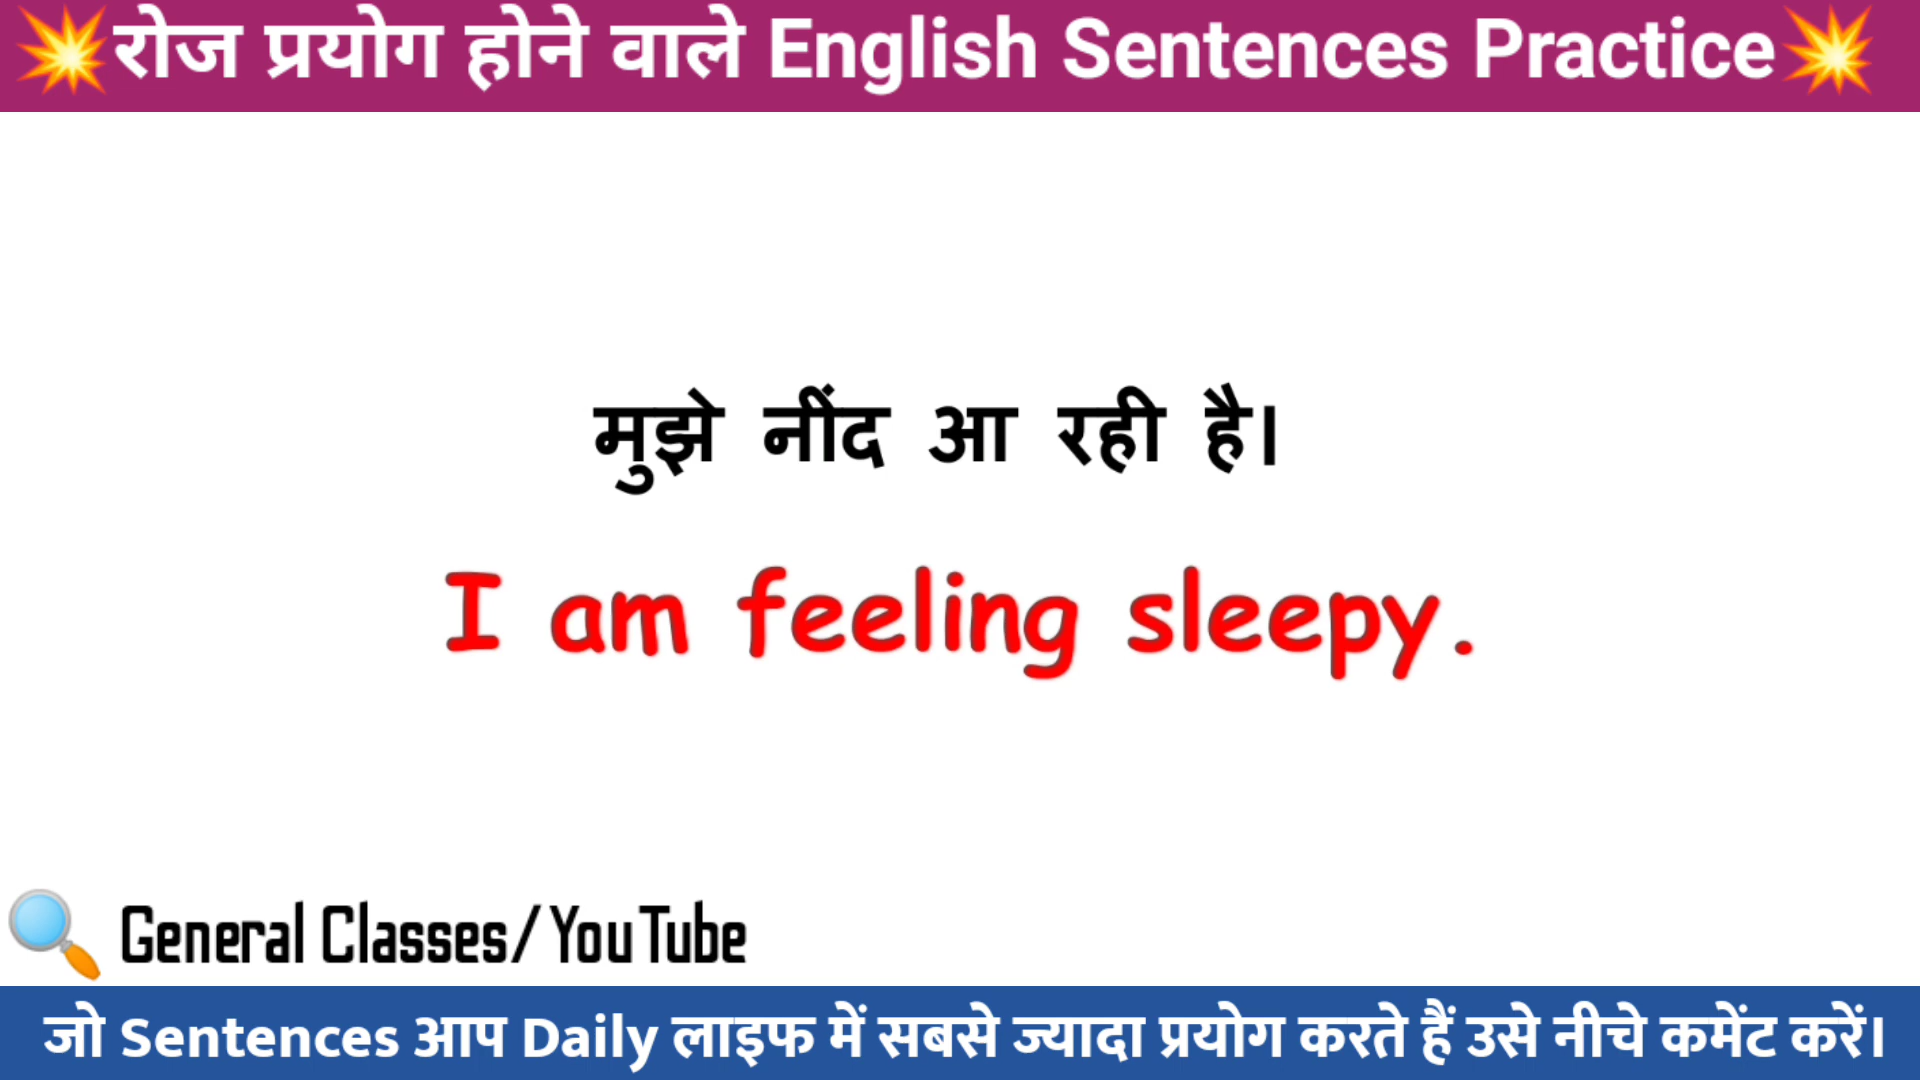 💥रोज प्रयोग होने वाले English Sentences Practice💥
मुझे नींद आ रही है।
I am feeling sleepy.
🔍 General Classes/YouTube
जो Sentences आप Daily लाइफ में सबसे ज्यादा प्रयोग करते हैं उसे नीचे कमेंट करें।